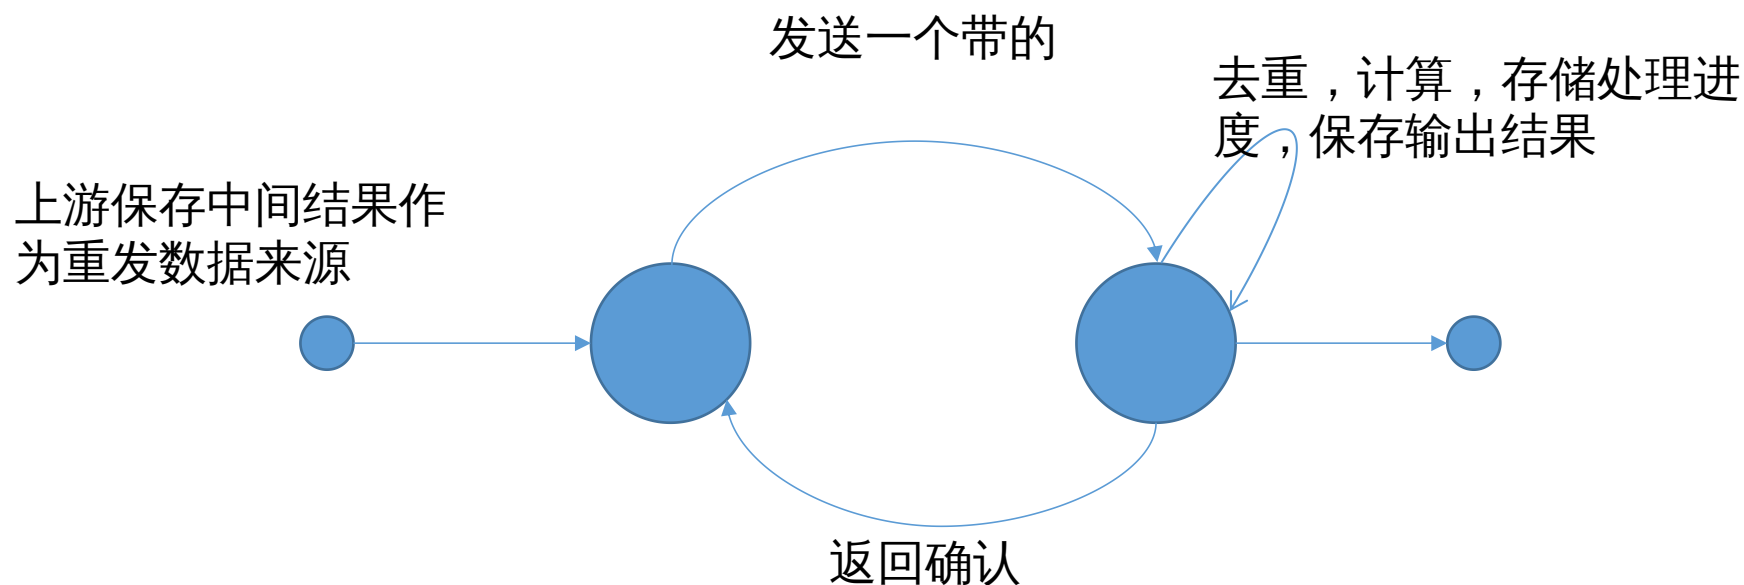 发送一个带的
去重，计算，存储处理进
度，保存输出结果
上游保存中间结果作
为重发数据来源
返回确认